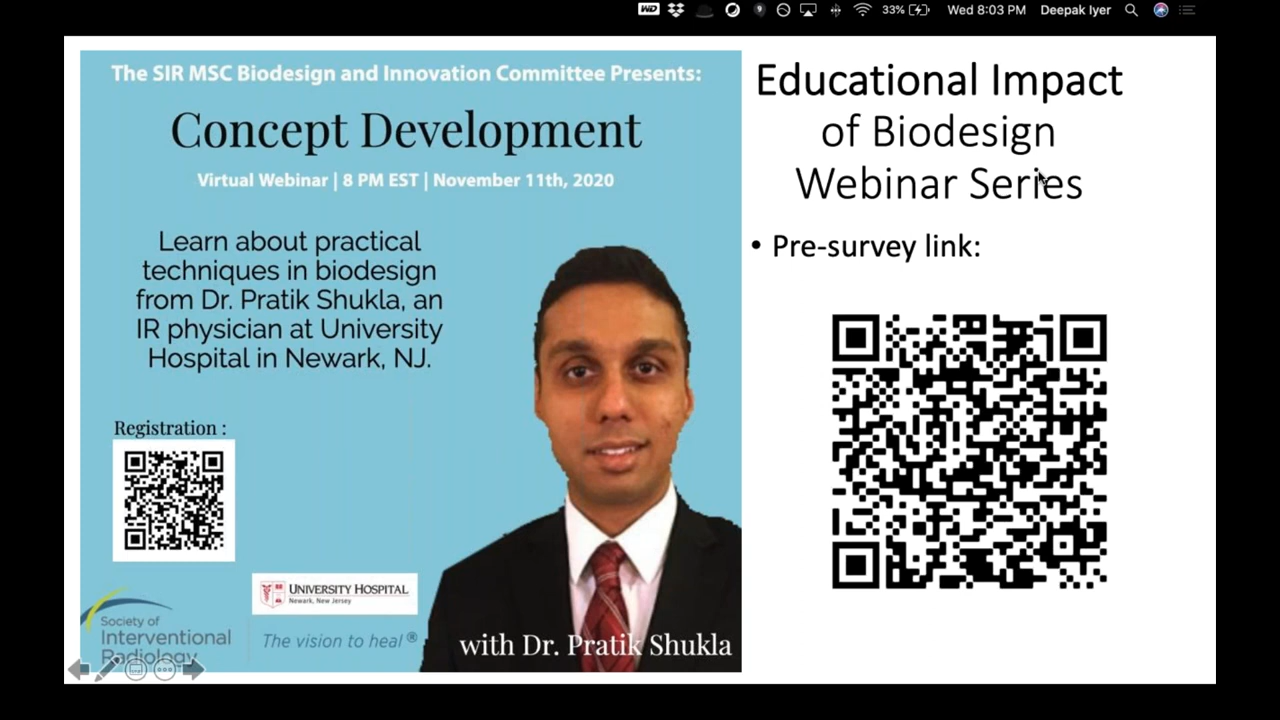 33%
Wed 8:03 PM
Deepak Iyer
The SIR MSC Biodesign and Innovation Committee Presents:
Concept Development
Virtual Webinar | 8 PM EST | November 11th, 2020
Learn about practical
techniques in biodesign
from Dr. Pratik Shukla, an
IR physician at University
Hospital in Newark, NJ.
Registration :
UNIVERSITY HOSPITAL
Newark, New Jersey
Society of
Interventional
Radiology
The vision to heal®
with Dr. Pratik Shukla
Educational Impact
of Biodesign
Webinar Series
• Pre-survey link: